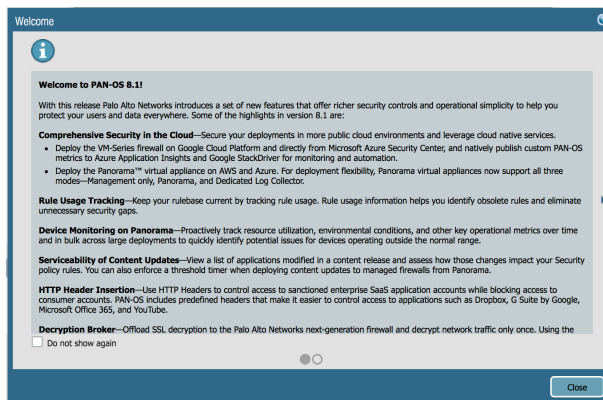 Welcome
Welcome to PAN-OS 8.1!
With this release Palo Alto Networks introduces a set of new features that offer richer security controls and operational simplicity to help you
protect your users and data everywhere. Some of the highlights in version 8.1 are:
Comprehensive Security in the Cloud—Secure your deployments in more public cloud environments and leverage cloud native services.
• Deploy the VM-Series firewall on Google Cloud Platform and directly from Microsoft Azure Security Center, and natively publish custom PAN-OS
metrics to Azure Application Insights and Google StackDriver for monitoring and automation.
• Deploy the Panorama™ virtual appliance on AWS and Azure. For deployment flexibility, Panorama virtual appliances now support all three
modes—Management only, Panorama, and Dedicated Log Collector.
Rule Usage Tracking—Keep your rulebase current by tracking rule usage. Rule usage information helps you identify obsolete rules and eliminate
unnecessary security gaps.
Device Monitoring on Panorama—Proactively track resource utilization, environmental conditions, and other key operational metrics over time
and in bulk across large deployments to quickly identify potential issues for devices operating outside the normal range.
Serviceability of Content Updates—View a list of applications modified in a content release and assess how those changes impact your Security
policy rules. You can also enforce a threshold timer when deploying content updates to managed firewalls from Panorama.
HTTP Header Insertion—Use HTTP Headers to control access to sanctioned enterprise SaaS application accounts while blocking access to
consumer accounts. PAN-OS includes predefined headers that make it easier to control access to applications such as Dropbox, G Suite by Google,
Microsoft Office 365, and YouTube.
Decryption Broker—Offload SSL decryption to the Palo Alto Networks next-generation firewall and decrypt network traffic only once. Using the
Do not show again
Close